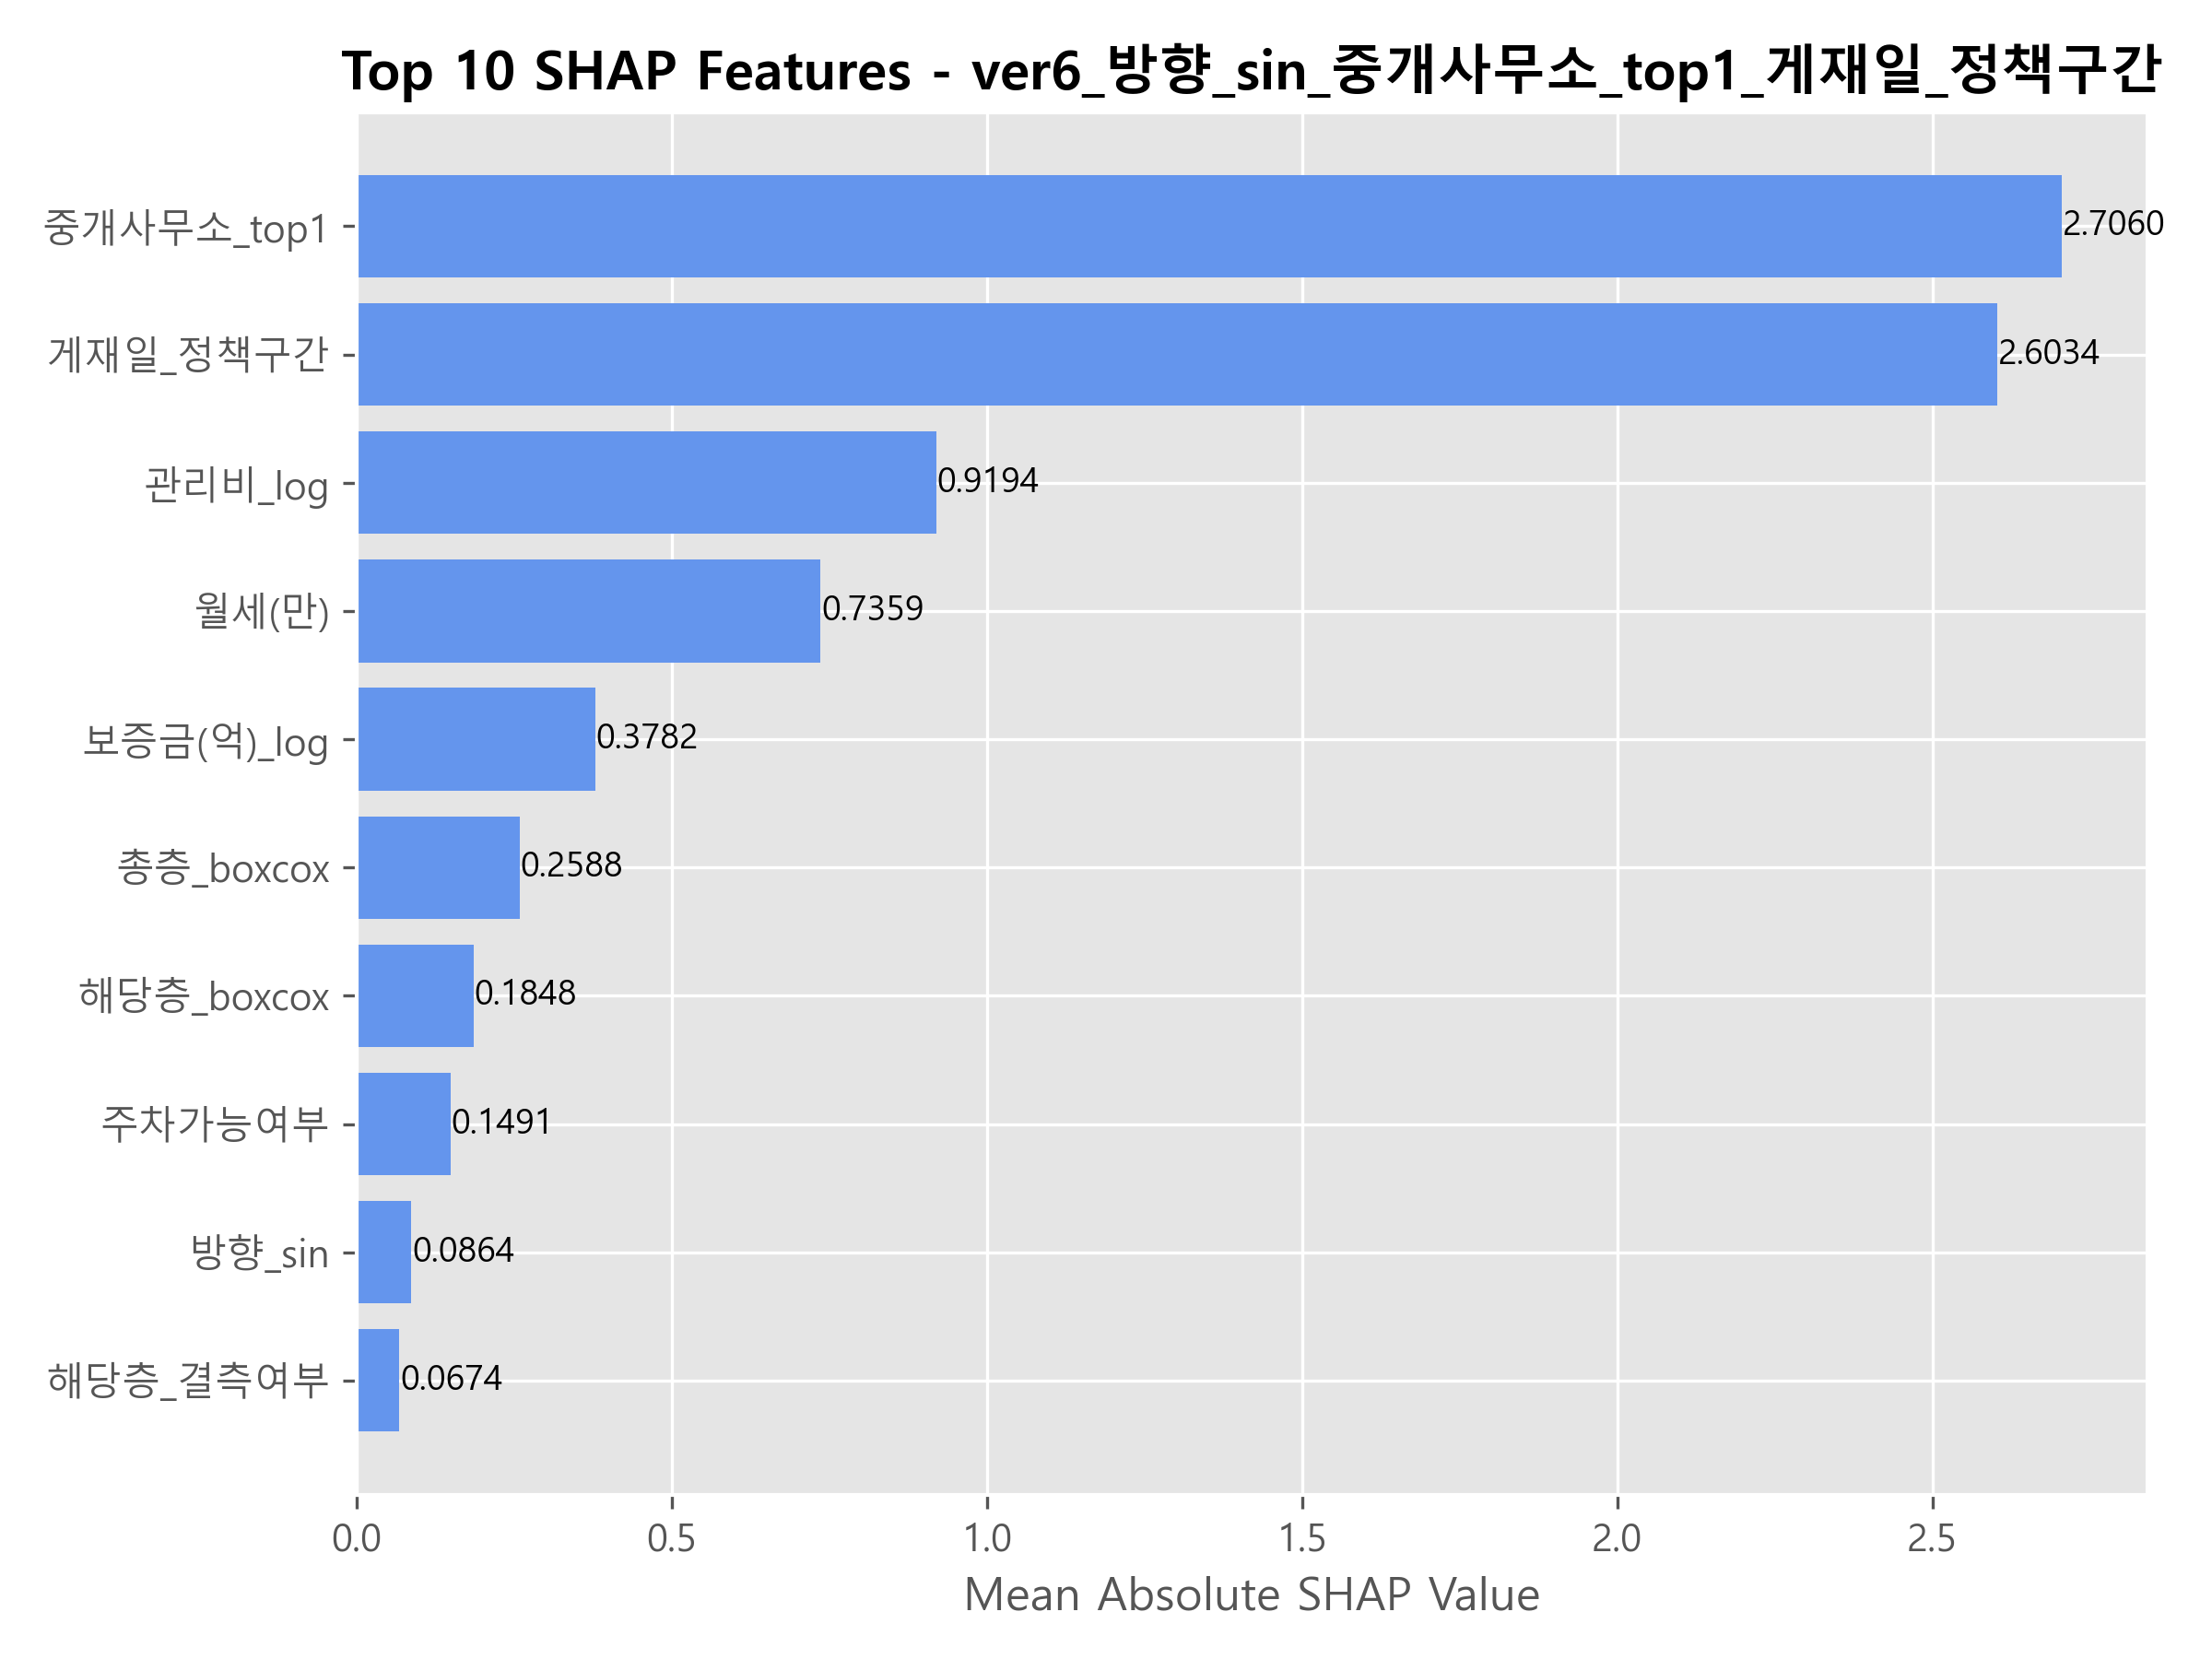 Top 10 SHAP Features - ver6_방향_sin_중개사무소_top1_게재일_정책구간
중개사무소_top1
2.7060
게재일_정책구간
2.6034
관리비_log
0.9194
월세(만)
0.7359
보증금(억)_log
0.3782
총층_boxcox
0.2588
해당층_boxcox
0.1848
주차가능여부
0.1491
방향_sin
0.0864
해당층_결측여부
0.0674
0.0 0.5 1.0 1.5 2.0 2.5
Mean Absolute SHAP Value